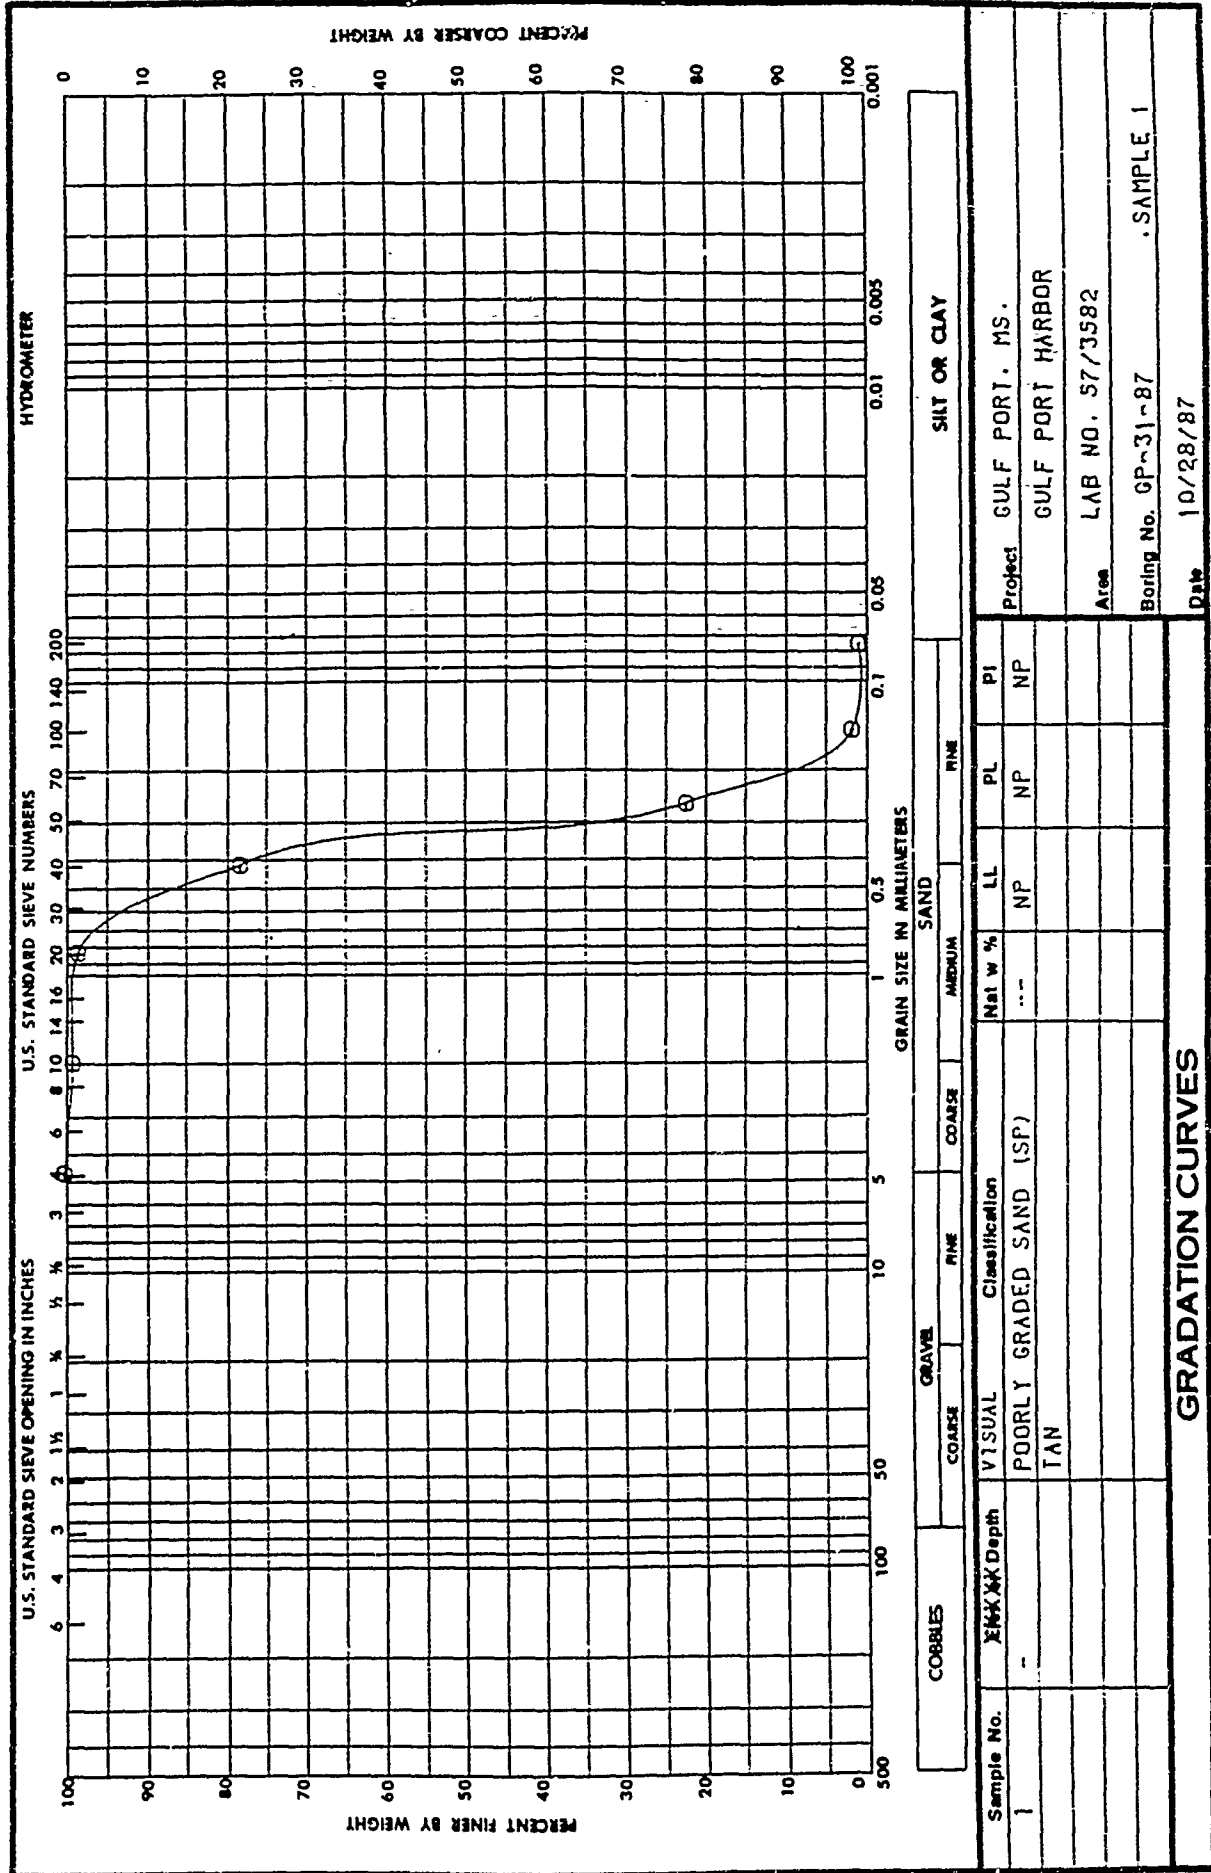 U.S. STANDARD SIEVE OPENING IN INCHES
U.S. STANDARD SIEVE NUMBERS
HYDROMETER
6 4 3 2 1½ 1 ¾ ½ ⅜ 3 4 6 8 10 14 16 20 30 40 50 70 100 140 200
PERCENT FINER BY WEIGHT
100
90
80
70
60
50
40
30
20
10
0
PERCENT COARSER BY WEIGHT
0
10
20
30
40
50
60
70
80
90
100
500 100 50 10 5 1 0.5 0.1 0.05 0.01 0.005 0.001
GRAIN SIZE IN MILLIMETERS
COBBLES
GRAVEL
COARSE FINE
SAND
COARSE MEDIUM FINE
SILT OR CLAY
Sample No. Depth VISUAL Classification Nat w % LL PL PI
1 -- POORLY GRADED SAND (SP) --- NP NP NP
TAN
Project GULF PORT, MS.
GULF PORT HARBOR
Area LAB NO. 577/3582
Boring No. GP-31-87 .SAMPLE 1
Date 10/28/87
GRADATION CURVES